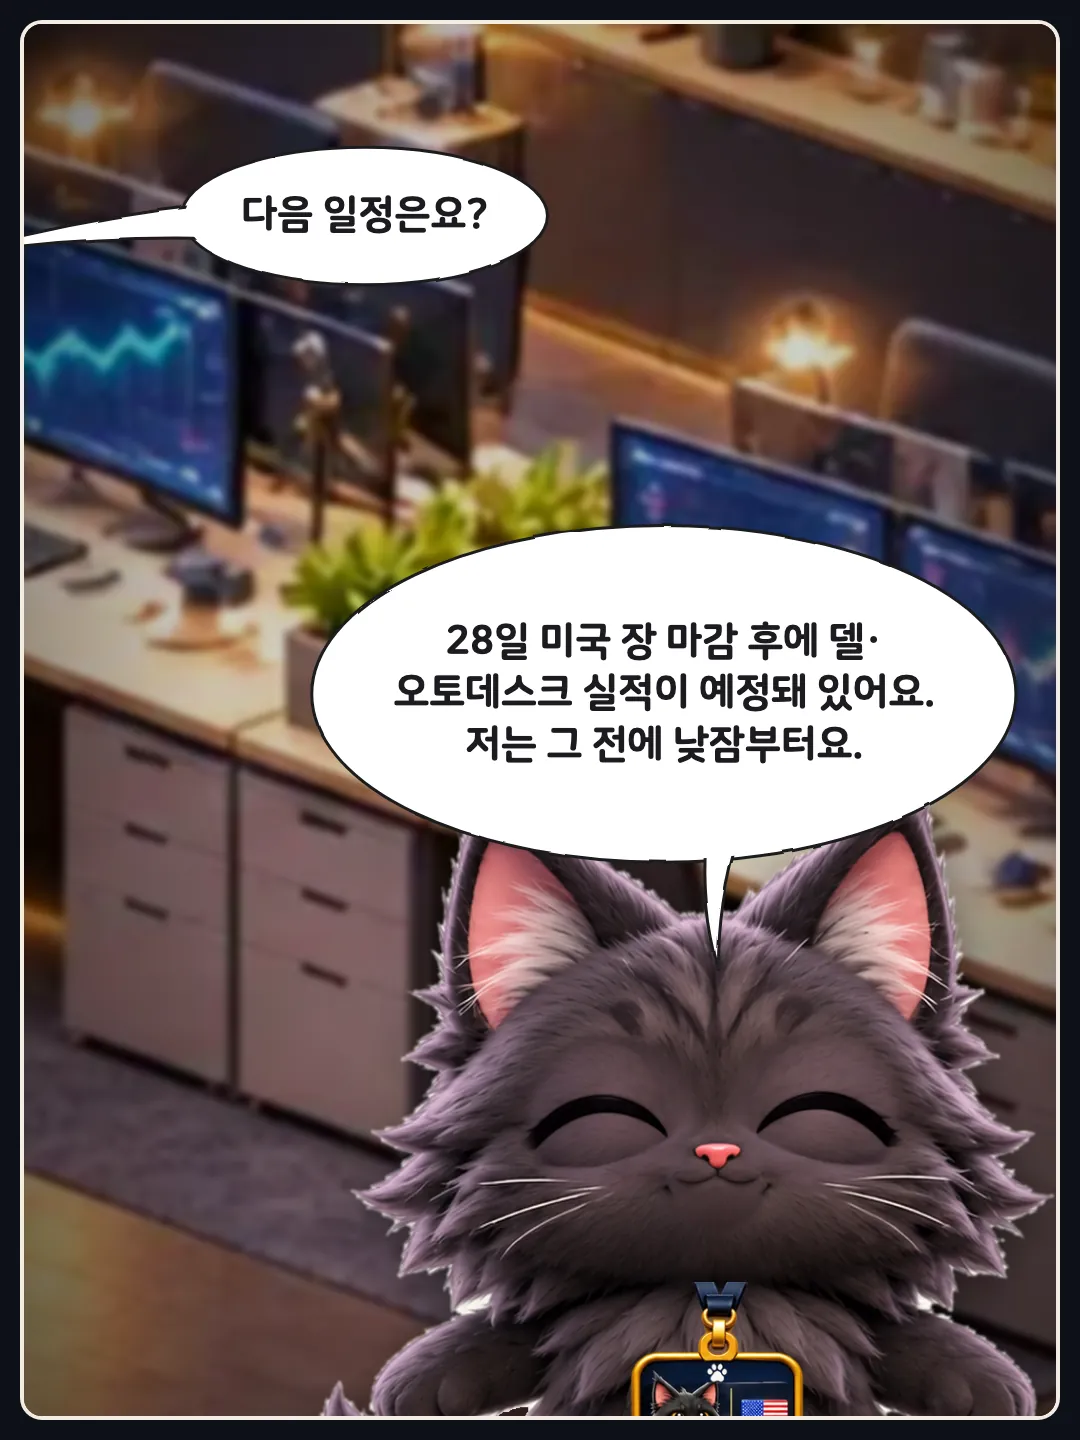 다음 일정은요?
28일 미국 장 마감 후에 델·
오토데스크 실적이 예정돼 있어요.
저는 그 전에 낮잠부터요.